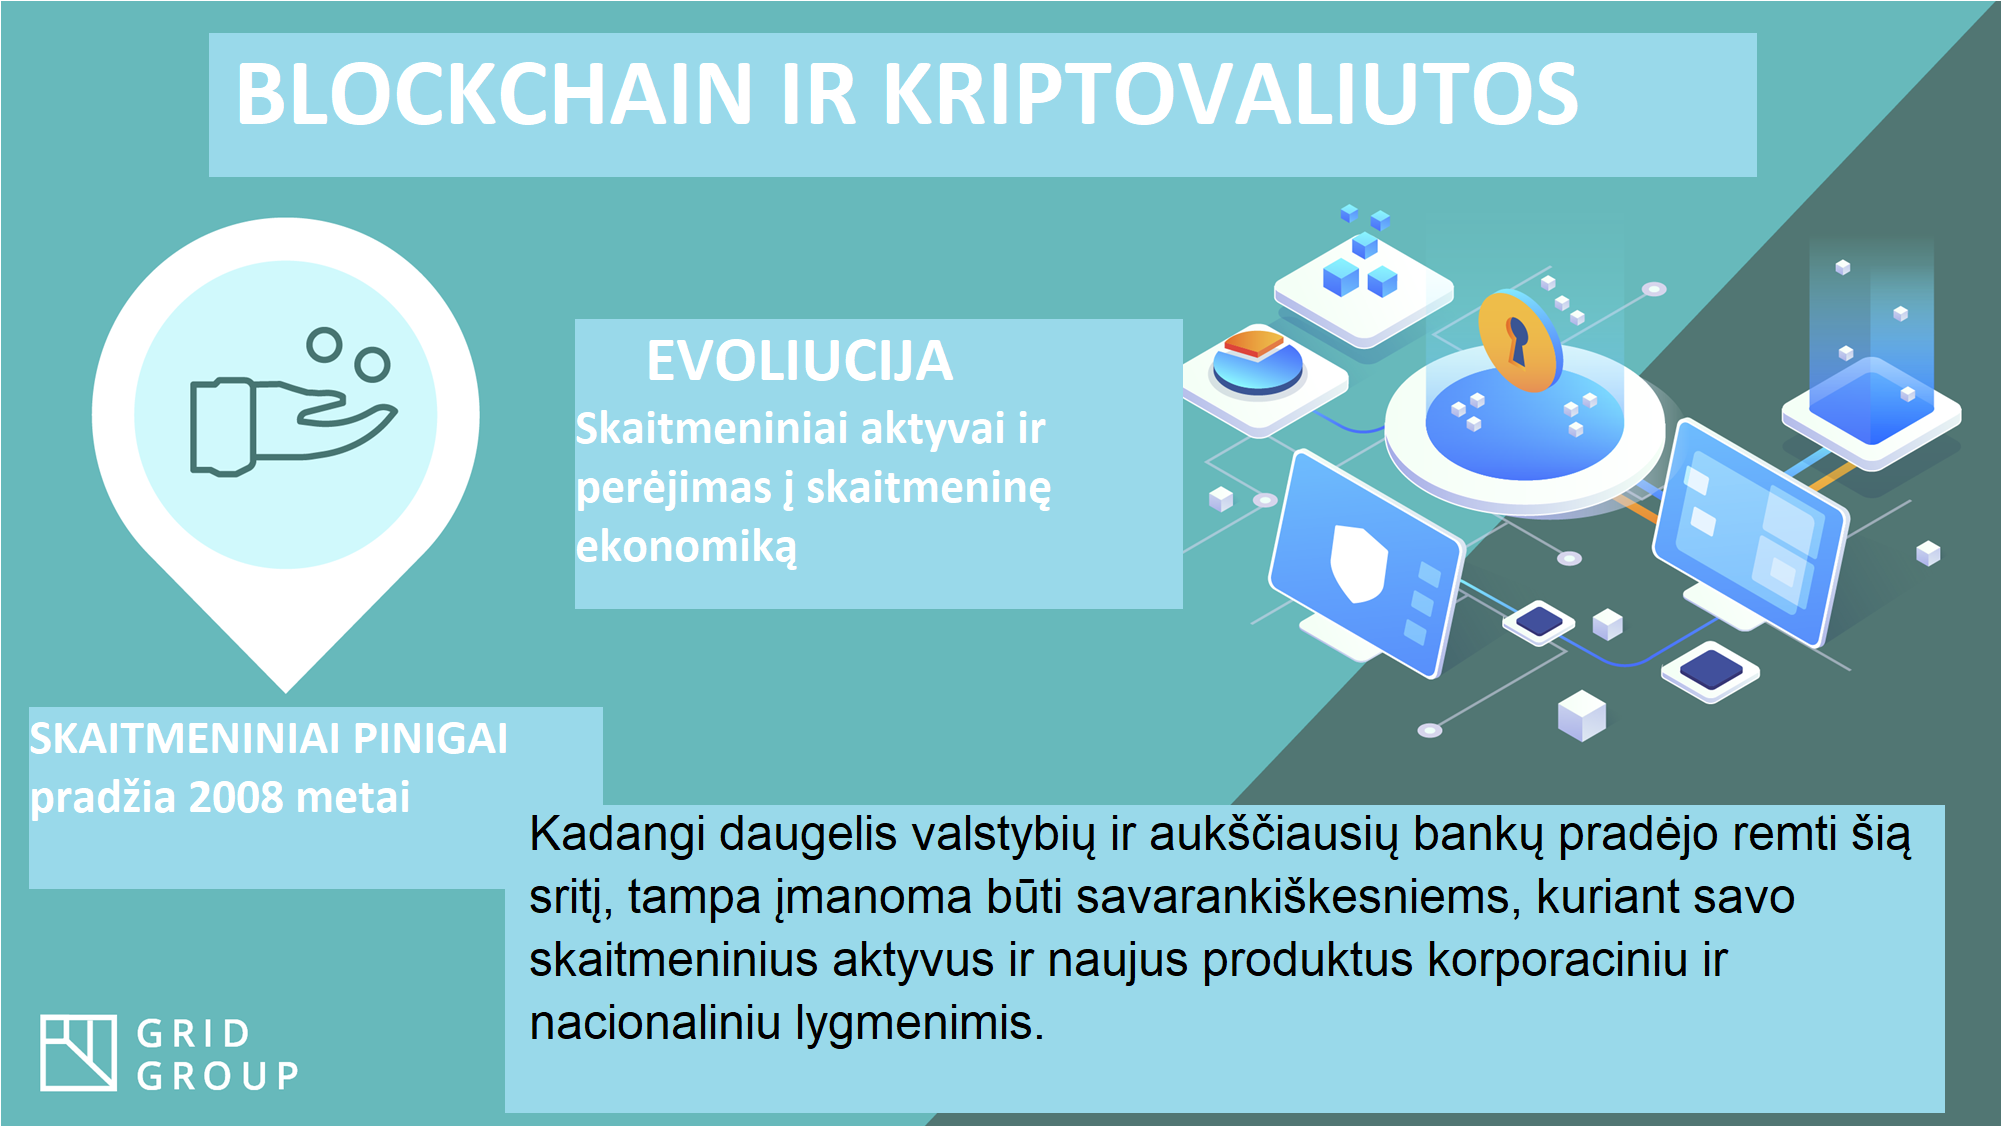 BLOCKCHAIN IR KRIPTOVALIUTOS
EVOLIUCIJA
Skaitmeniniai aktyvai ir
perėjimas į skaitmeninę
ekonomiką
SKAITMENINIAI PINIGAI
pradžia 2008 metai
Kadangi daugelis valstybių ir aukščiausių bankų pradėjo remti šią
sritį, tampa įmanoma būti savarankiškesniems, kuriant savo
skaitmeninius aktyvus ir naujus produktus korporaciniu ir
nacionaliniu lygmenimis.
GRID
GROUP